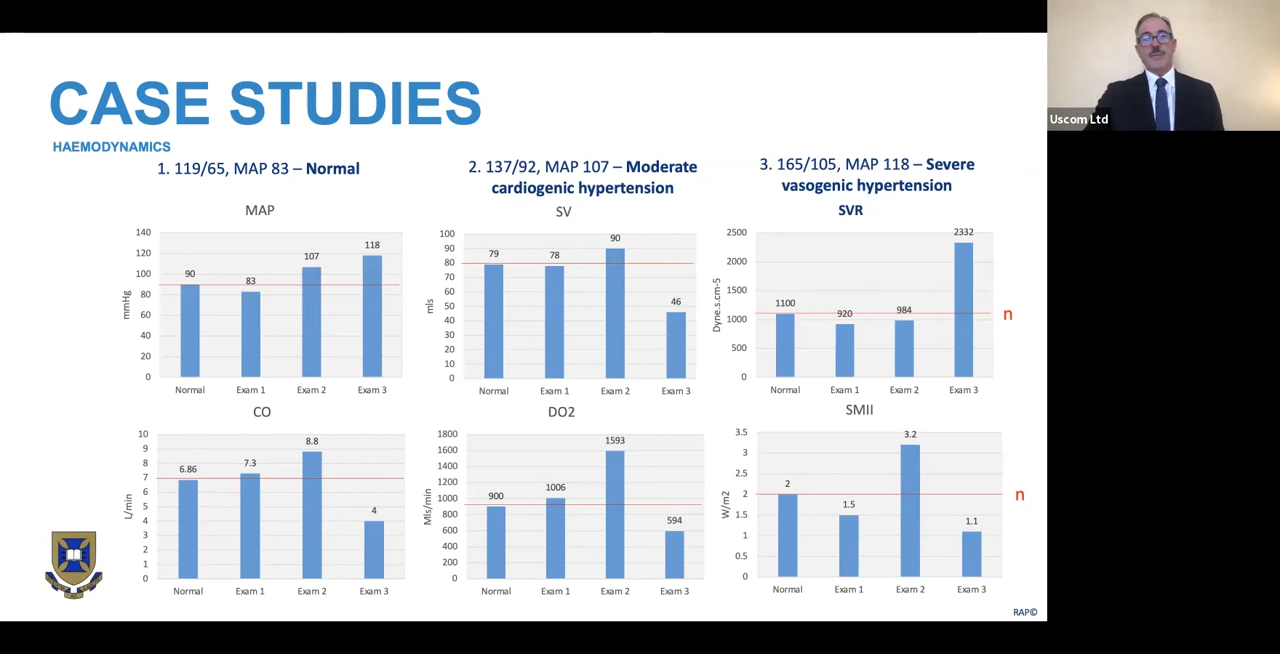 CASE STUDIES
HAEMODYNAMICS
1. 119/65, MAP 83 – Normal
2. 137/92, MAP 107 – Moderate
cardiogenic hypertension
3. 165/105, MAP 118 – Severe
vasogenic hypertension
MAP
140
120
100
80
60
40
20
0
mmHg
90
83
107
118
Normal Exam 1 Exam 2 Exam 3
SV
100
90
80
70
60
50
40
30
20
10
0
mls
79
78
90
46
Normal Exam 1 Exam 2 Exam 3
SVR
2500
2000
1500
1000
500
0
Dyne.s.cm-5
1100
920
984
2332
Normal Exam 1 Exam 2 Exam 3
n
CO
10
9
8
7
6
5
4
3
2
1
0
L/min
6.86
7.3
8.8
4
Normal Exam 1 Exam 2 Exam 3
DO2
1800
1600
1400
1200
1000
800
600
400
200
0
Mls/min
900
1006
1593
594
Normal Exam 1 Exam 2 Exam 3
SMII
3.5
3
2.5
2
1.5
1
0.5
0
W/m2
2
1.5
3.2
1.1
Normal Exam 1 Exam 2 Exam 3
n
RAP©
Uscom Ltd